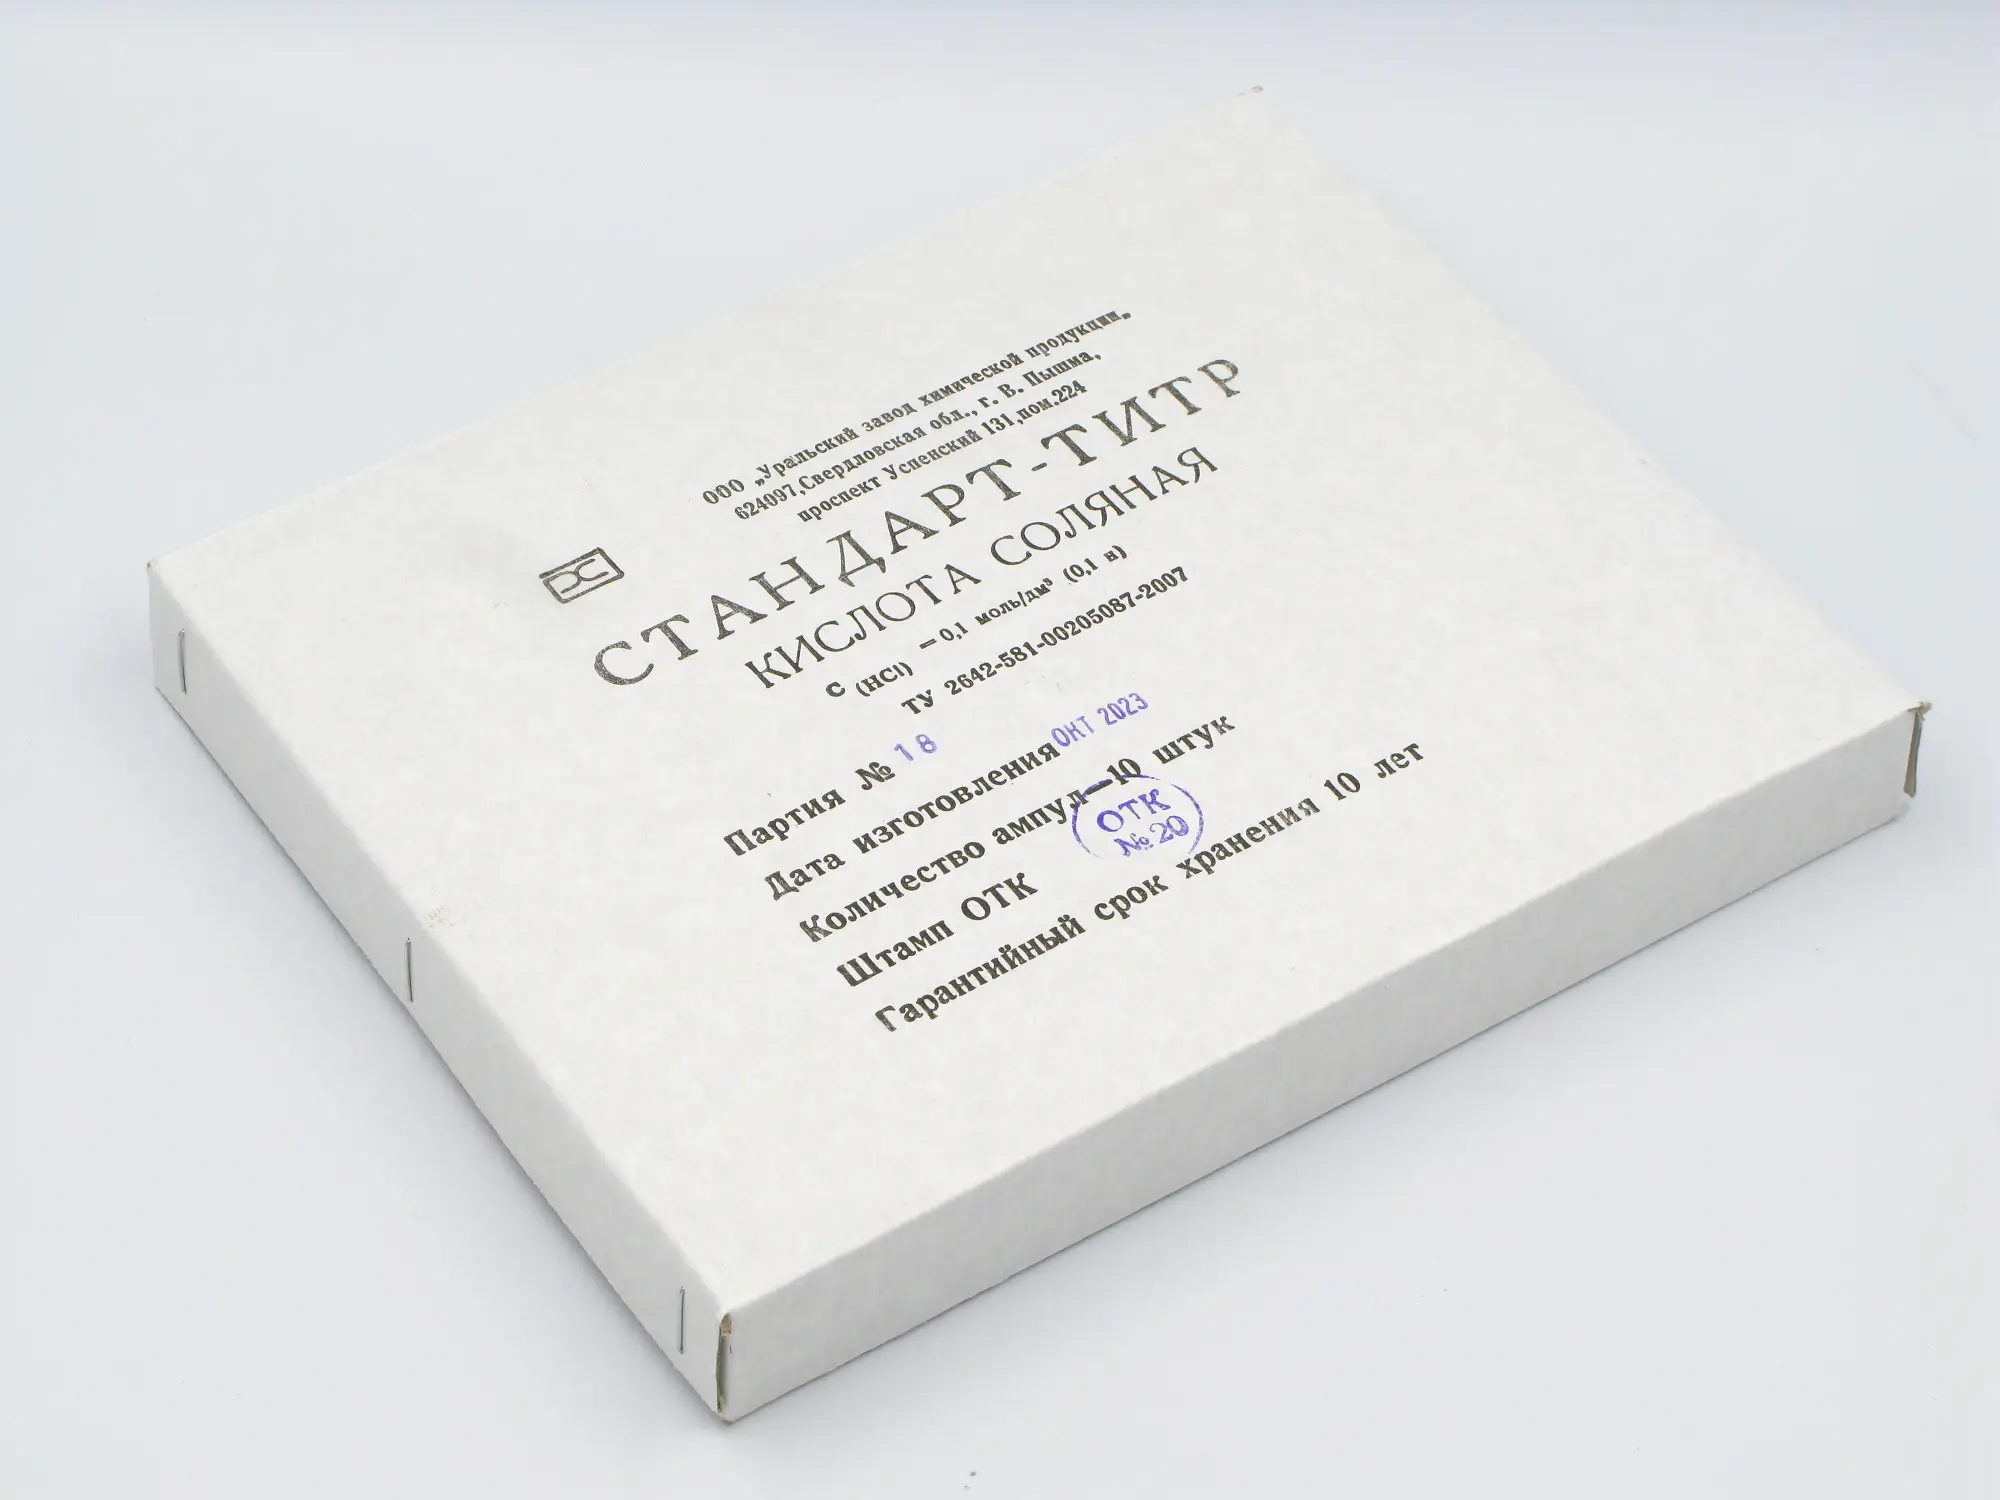 ООО „Уральский завод химической продукции„
624097,Свердловская обл., г. В. Пышма,
проспект Успенский 131,пом.224
СТАНДАРТ-ТИТР
КИСЛОТА СОЛЯНАЯ
С (HCl) = 0,1 моль/дм³ (0,1 н)
ТУ 2642-581-00205087-2007
Партия № 18
Дата изготовления ОКТ 2023
Количество ампул—10 штук
Штамп ОТК
ОТК
№ 20
Гарантийный срок хранения 10 лет